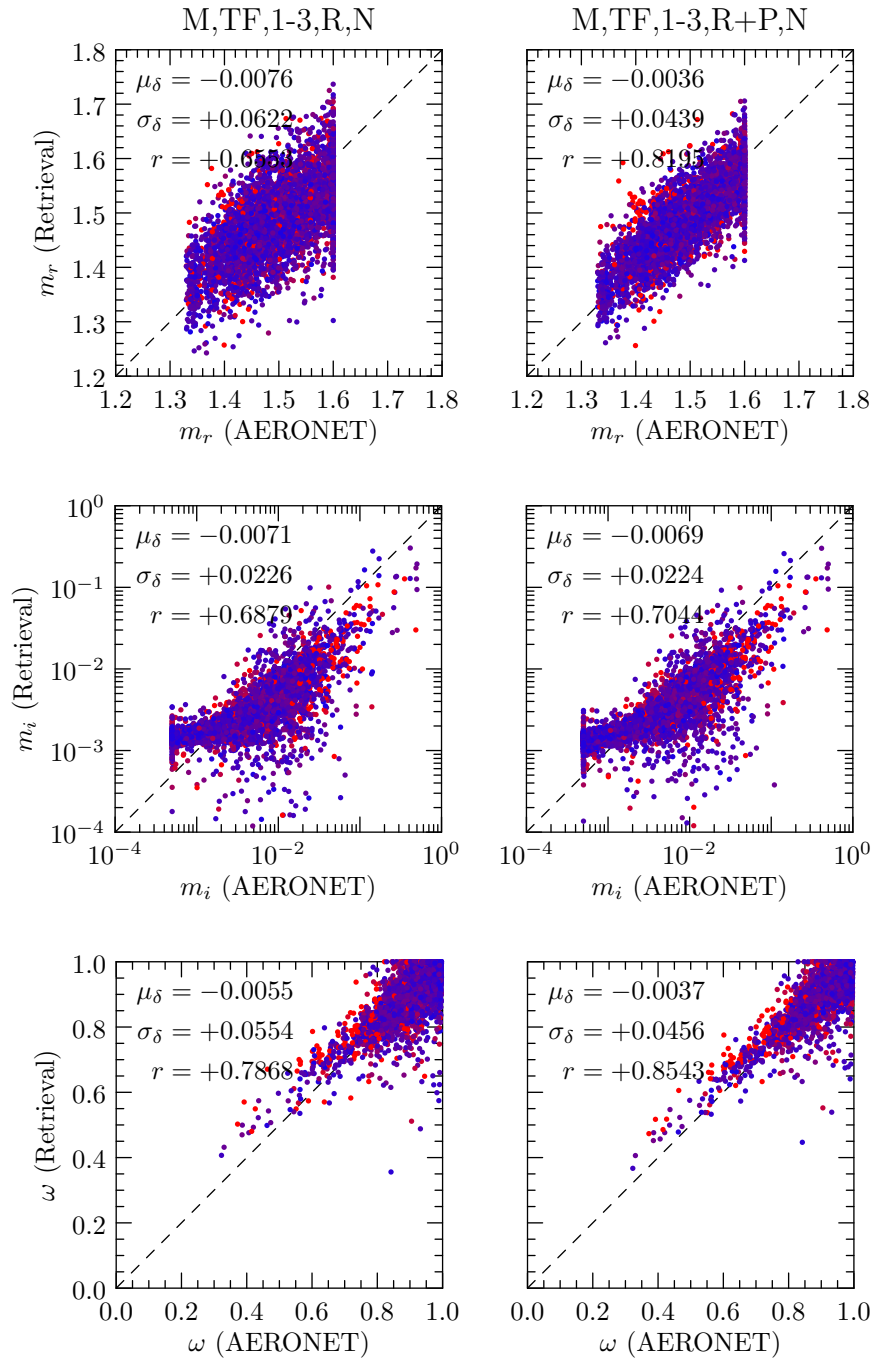 M,TF,1-3,R,N
M,TF,1-3,R+P,N
1.8
1.7
1.6
1.5
1.4
1.3
1.2
m_r (Retrieval)
μ_δ = −0.0076
σ_δ = +0.0622
r = +0.6553
1.2 1.3 1.4 1.5 1.6 1.7 1.8
m_r (AERONET)
μ_δ = −0.0036
σ_δ = +0.0439
r = +0.8195
1.2 1.3 1.4 1.5 1.6 1.7 1.8
m_r (AERONET)
10^0
10^−1
10^−2
10^−3
10^−4
m_i (Retrieval)
μ_δ = −0.0071
σ_δ = +0.0226
r = +0.6879
10^−4 10^−2 10^0
m_i (AERONET)
μ_δ = −0.0069
σ_δ = +0.0224
r = +0.7044
10^−4 10^−2 10^0
m_i (AERONET)
1.0
0.8
0.6
0.4
0.2
0.0
ω (Retrieval)
μ_δ = −0.0055
σ_δ = +0.0554
r = +0.7868
0.0 0.2 0.4 0.6 0.8 1.0
ω (AERONET)
μ_δ = −0.0037
σ_δ = +0.0456
r = +0.8543
0.0 0.2 0.4 0.6 0.8 1.0
ω (AERONET)